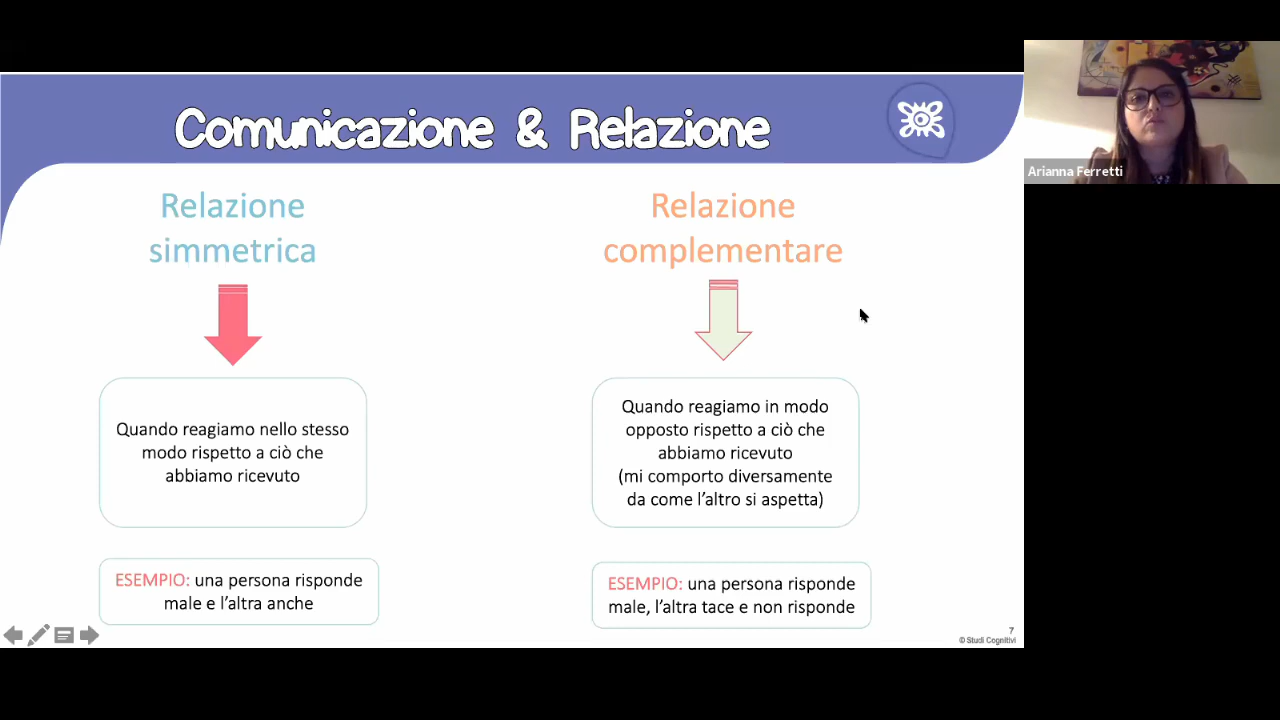 Comunicazione & Relazione
Arianna Ferretti
Relazione
simmetrica
Quando reagiamo nello stesso
modo rispetto a ciò che
abbiamo ricevuto
ESEMPIO: una persona risponde
male e l'altra anche
Relazione
complementare
Quando reagiamo in modo
opposto rispetto a ciò che
abbiamo ricevuto
(mi comporto diversamente
da come l'altro si aspetta)
ESEMPIO: una persona risponde
male, l'altra tace e non risponde
7
© Studi Cognitivi